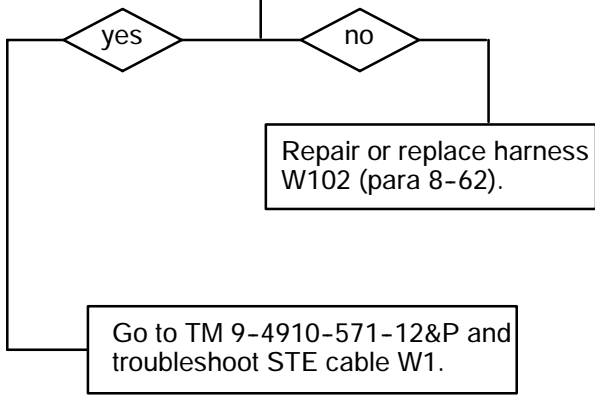 yes
no
Repair or replace harness
W102 (para 8-62).
Go to TM 9-4910-571-12&P and
troubleshoot STE cable W1.